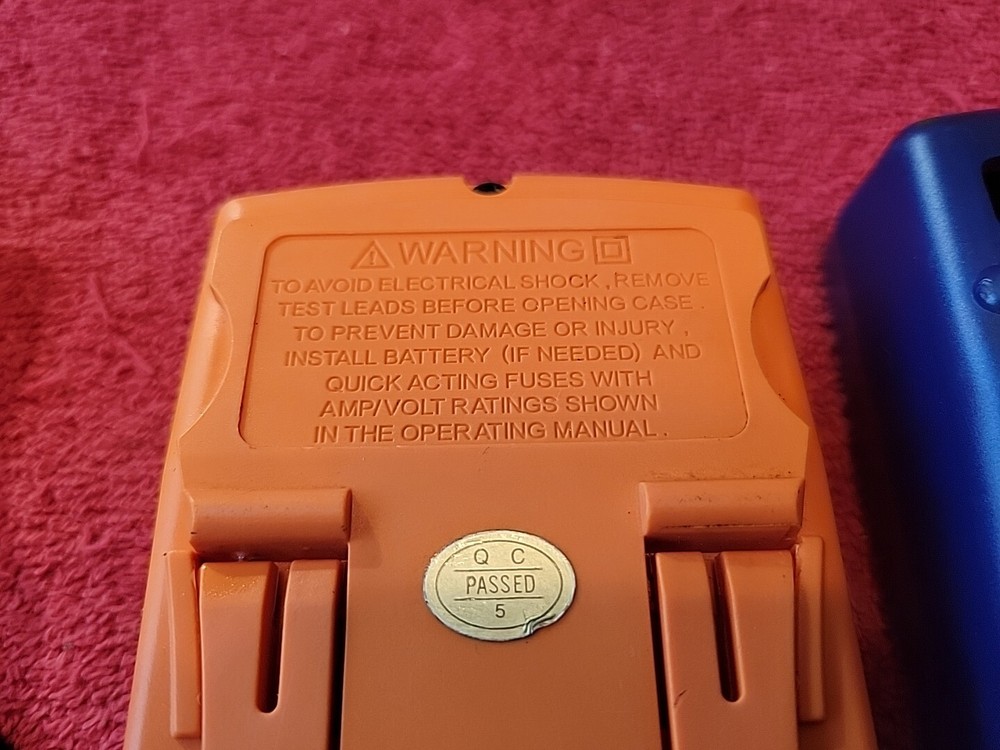 WARNING
TO AVOID ELECTRICAL SHOCK , REMOVE
TEST LEADS BEFORE OPENING CASE .
TO PREVENT DAMAGE OR INJURY ,
INSTALL BATTERY (IF NEEDED) AND
QUICK ACTING FUSES WITH
AMP/VOLT RATINGS SHOWN
IN THE OPERATING MANUAL .
Q C
PASSED
5